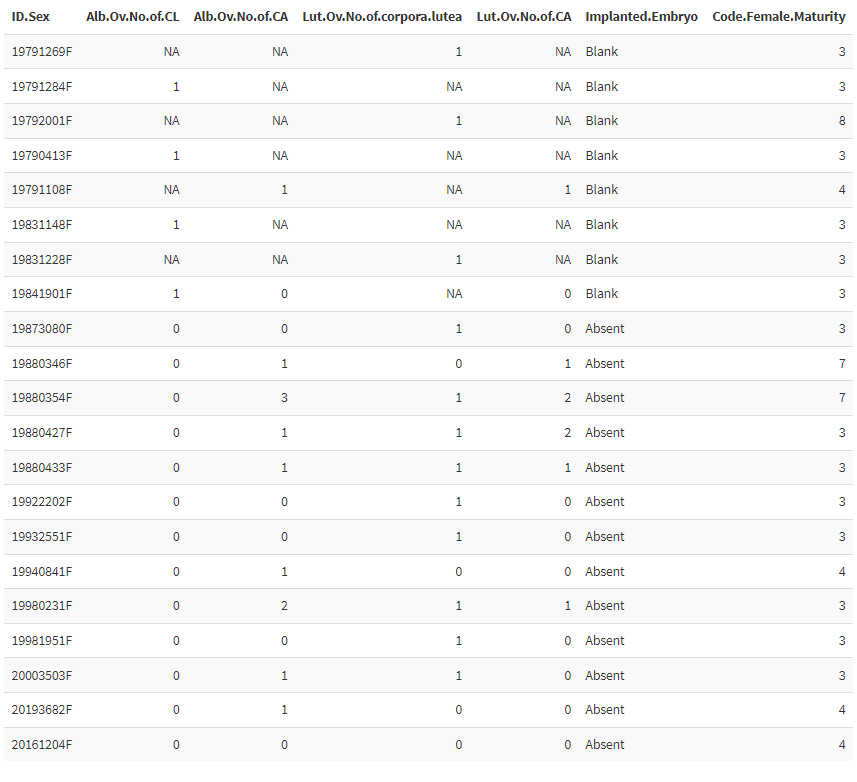 ID.Sex Alb.Ov.No.of.CL Alb.Ov.No.of.CA Lut.Ov.No.of.corpora.lutea Lut.Ov.No.of.CA Implanted.Embryo Code.Female.Maturity
19791269F NA NA 1 NA Blank 3
19791284F 1 NA NA NA Blank 3
19792001F NA NA 1 NA Blank 8
19790413F 1 NA NA NA Blank 3
19791108F NA 1 NA 1 Blank 4
19831148F 1 NA NA NA Blank 3
19831228F NA NA 1 NA Blank 3
19841901F 1 0 NA 0 Blank 3
19873080F 0 0 1 0 Absent 3
19880346F 0 1 0 1 Absent 7
19880354F 0 3 1 2 Absent 7
19880427F 0 1 1 2 Absent 3
19880433F 0 1 1 1 Absent 3
19922202F 0 0 1 0 Absent 3
19932551F 0 0 1 0 Absent 3
19940841F 0 1 0 0 Absent 4
19980231F 0 2 1 1 Absent 3
19981951F 0 0 1 0 Absent 3
20003503F 0 1 1 0 Absent 3
20193682F 0 1 0 0 Absent 4
20161204F 0 0 0 0 Absent 4